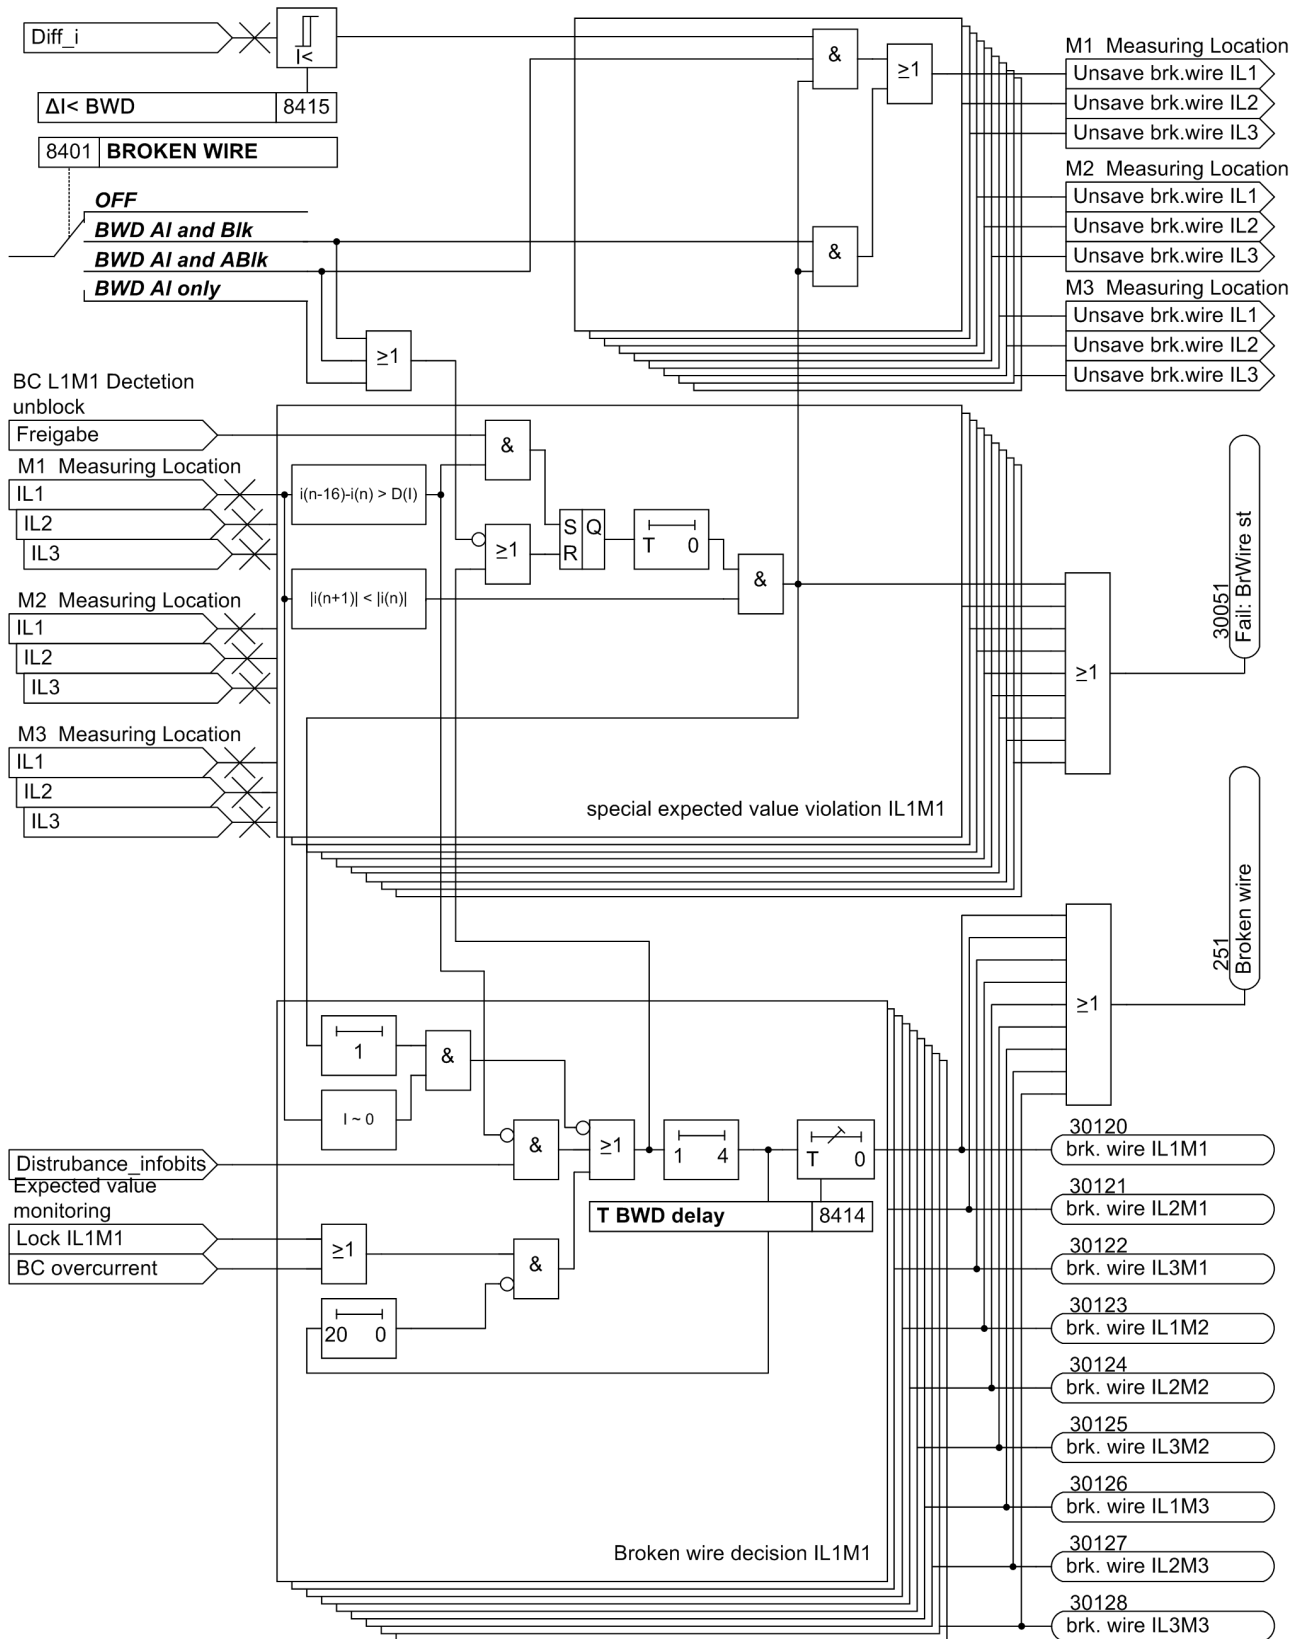 Diff_i
I<
ΔI< BWD 8415
8401 BROKEN WIRE
OFF
BWD Al and Blk
BWD Al and ABlk
BWD Al only
&
≥1
&
≥1
M1 Measuring Location
Unsave brk.wire IL1
Unsave brk.wire IL2
Unsave brk.wire IL3
M2 Measuring Location
Unsave brk.wire IL1
Unsave brk.wire IL2
Unsave brk.wire IL3
M3 Measuring Location
Unsave brk.wire IL1
Unsave brk.wire IL2
Unsave brk.wire IL3
BC L1M1 Dectetion
unblock
Freigabe
M1 Measuring Location
IL1
IL2
IL3
M2 Measuring Location
IL1
IL2
IL3
M3 Measuring Location
IL1
IL2
IL3
i(n-16)-i(n) > D(I)
|i(n+1)| < |i(n)|
&
≥1
S Q
R
T 0
&
special expected value violation IL1M1
≥1
30051
Fail: BrWire st
≥1
251
Broken wire
1
I ~ 0
&
&
≥1
1 4
T 0
T BWD delay 8414
Distrubance_infobits
Expected value
monitoring
Lock IL1M1
BC overcurrent
≥1
&
20 0
Broken wire decision IL1M1
30120
brk. wire IL1M1
30121
brk. wire IL2M1
30122
brk. wire IL3M1
30123
brk. wire IL1M2
30124
brk. wire IL2M2
30125
brk. wire IL3M2
30126
brk. wire IL1M3
30127
brk. wire IL2M3
30128
brk. wire IL3M3